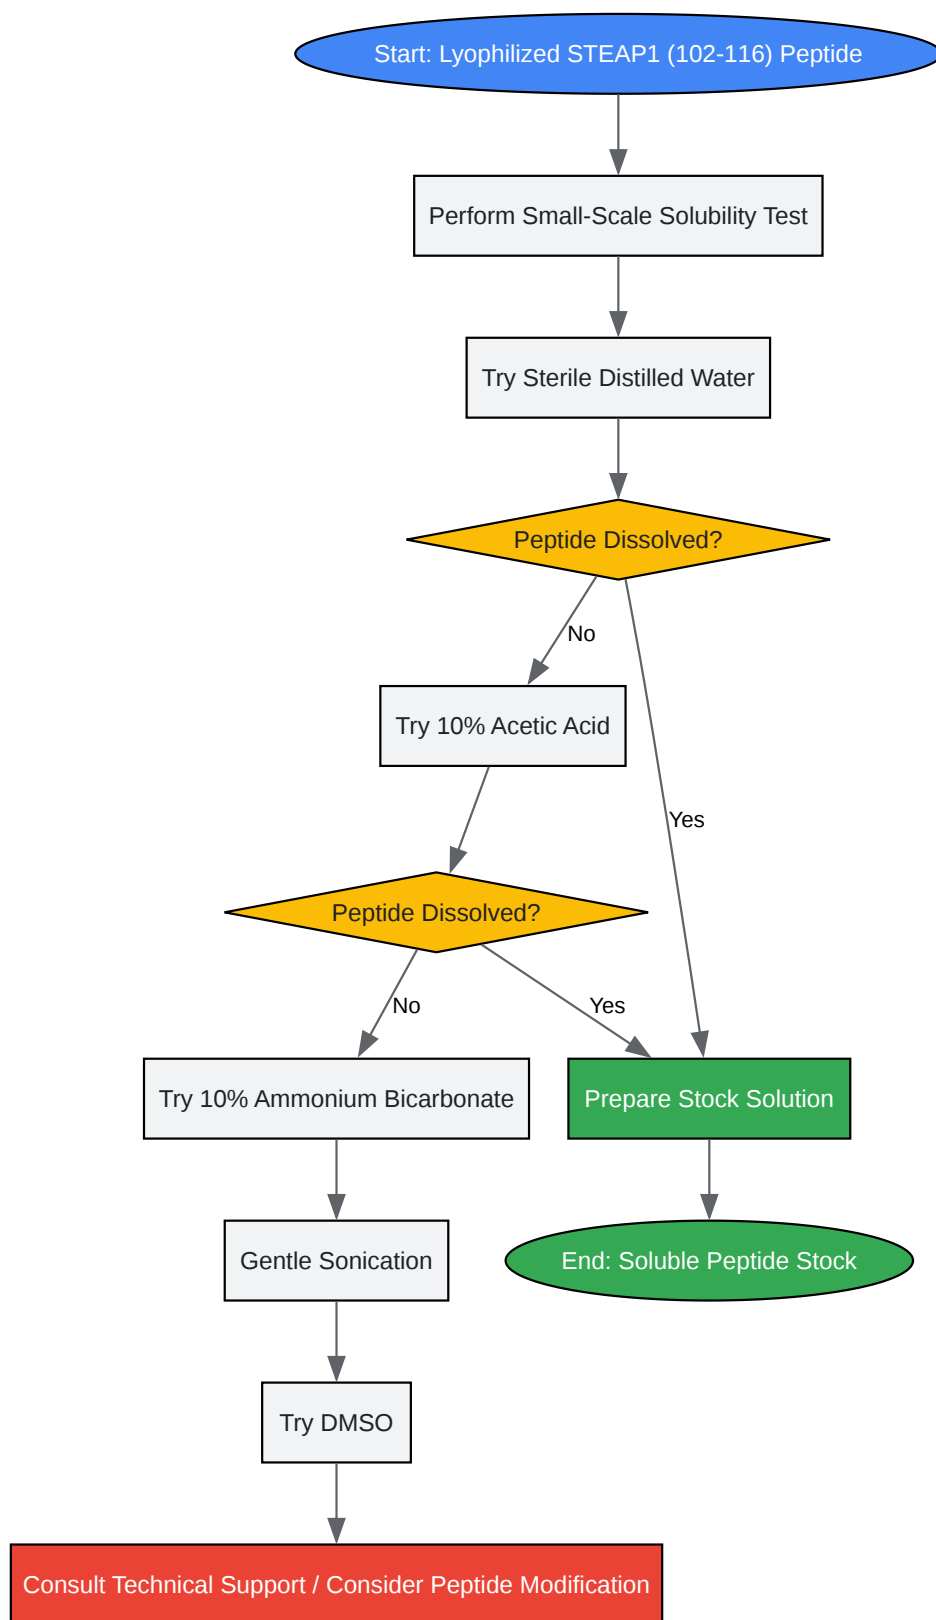 Start: Lyophilized STEAP1 (102-116) Peptide
Perform Small-Scale Solubility Test
Try Sterile Distilled Water
Peptide Dissolved?
No
Try 10% Acetic Acid
Yes
Peptide Dissolved?
No
Yes
Try 10% Ammonium Bicarbonate
Prepare Stock Solution
Gentle Sonication
End: Soluble Peptide Stock
Try DMSO
Consult Technical Support / Consider Peptide Modification